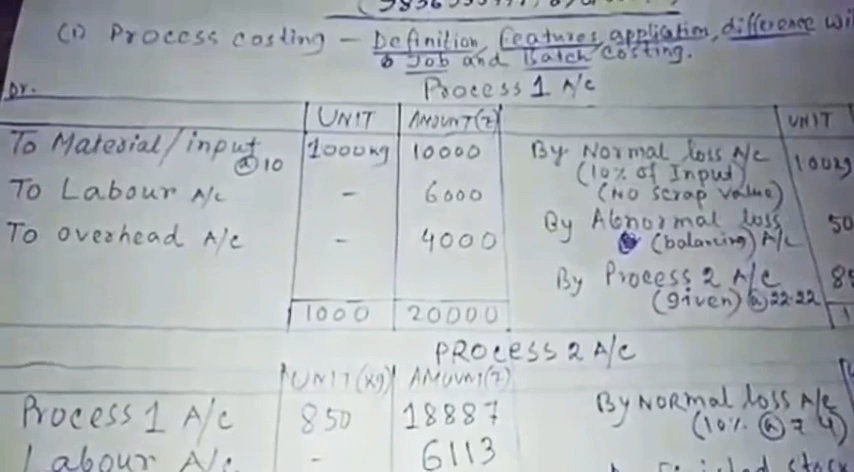 (1) Process costing - Definition, features, application, difference
& Job and Batch costing.
Process 1 A/c
Dr.
UNIT AMOUNT(₹) UNIT
To Material/input @10 1000kg 10000 By Normal loss A/c (10% of Input) (NO scrap value)
To Labour A/c - 6000 By Abnormal loss (balancing) A/c 50
To overhead A/c - 4000 By Process 2 A/c (given) @22.22
1000 20000
PROCESS 2 A/c
UNIT(kg) AMOUNT(₹)
Process 1 A/c 850 18887 By NORMAL loss A/c (10% @ ₹ 4)
Labour A/c - 6113